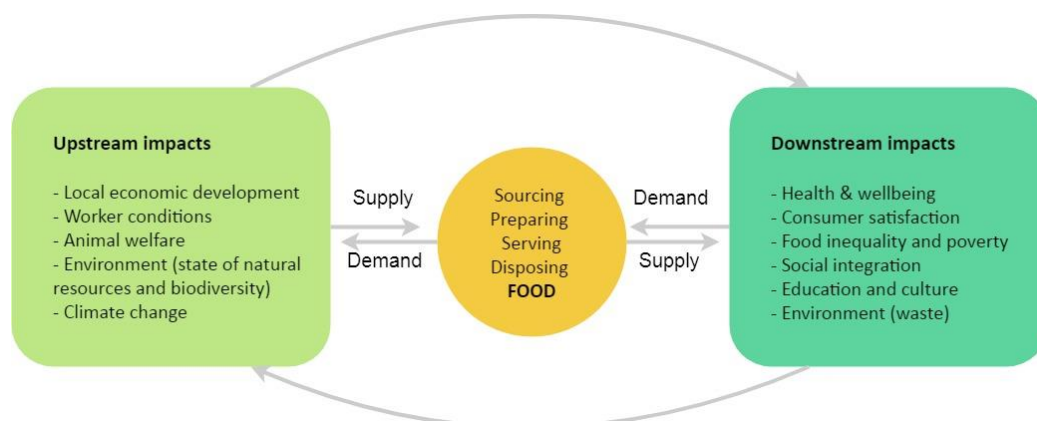 Upstream impacts
- Local economic development
- Worker conditions
- Animal welfare
- Environment (state of natural
resources and biodiversity)
- Climate change
Supply
Demand
Sourcing
Preparing
Serving
Disposing
FOOD
Demand
Supply
Downstream impacts
- Health & wellbeing
- Consumer satisfaction
- Food inequality and poverty
- Social integration
- Education and culture
- Environment (waste)